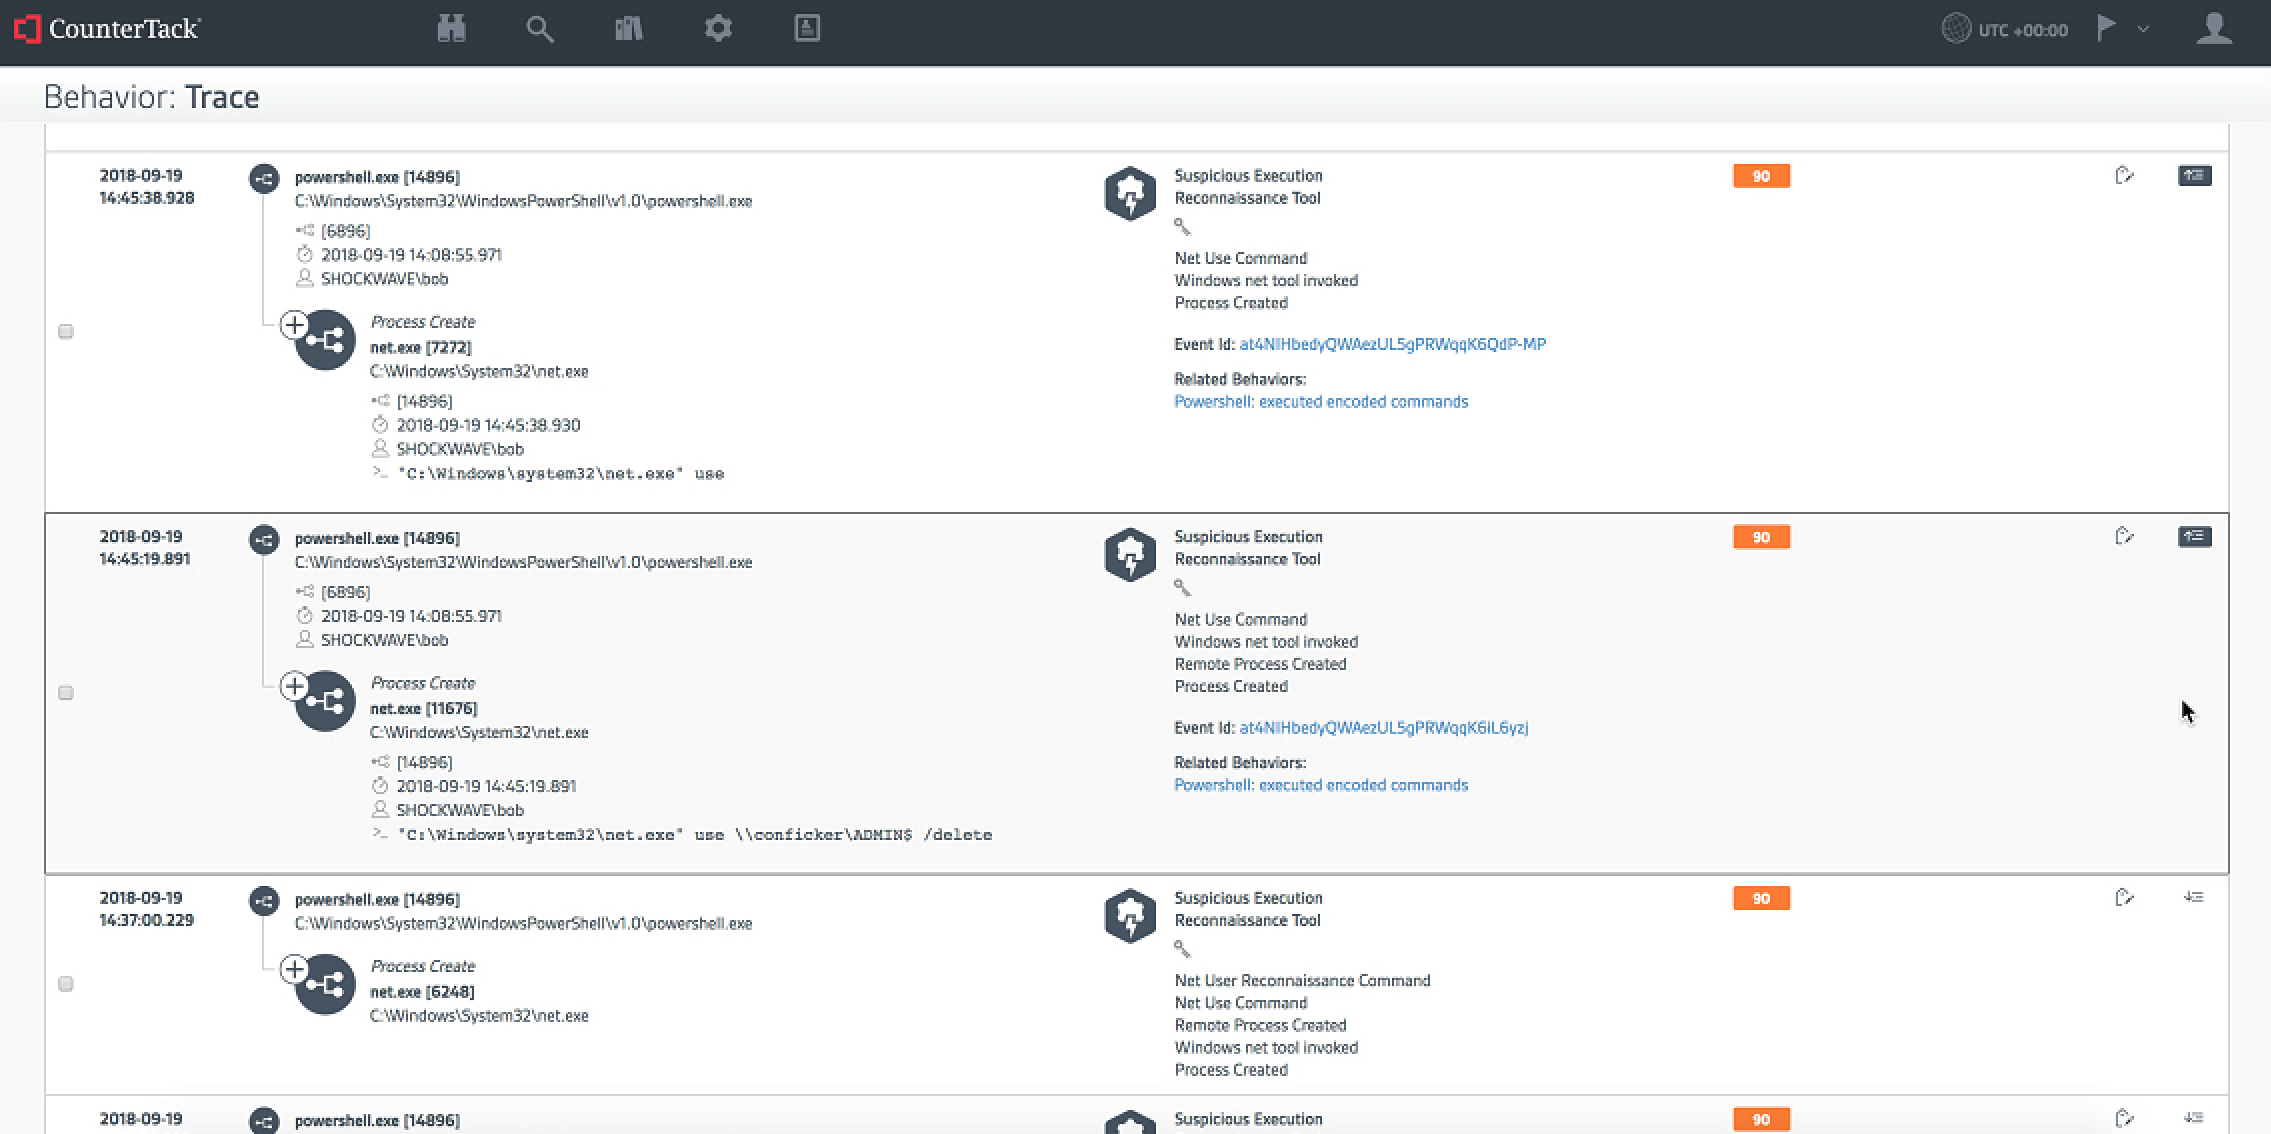 CounterTack
UTC +00:00
Behavior: Trace
2018-09-19
14:45:38.928
powershell.exe [14896]
C:\Windows\System32\WindowsPowerShell\v1.0\powershell.exe
[6896]
2018-09-19 14:08:55.971
SHOCKWAVE\bob
Process Create
net.exe [7272]
C:\Windows\System32\net.exe
[14896]
2018-09-19 14:45:38.930
SHOCKWAVE\bob
>_ "C:\Windows\system32\net.exe" use
Suspicious Execution
Reconnaissance Tool
Net Use Command
Windows net tool invoked
Process Created
Event Id: at4NIHbedyQWAezUL5gPRWqqK6QdP-MP
Related Behaviors:
Powershell: executed encoded commands
90
2018-09-19
14:45:19.891
powershell.exe [14896]
C:\Windows\System32\WindowsPowerShell\v1.0\powershell.exe
[6896]
2018-09-19 14:08:55.971
SHOCKWAVE\bob
Process Create
net.exe [11676]
C:\Windows\System32\net.exe
[14896]
2018-09-19 14:45:19.891
SHOCKWAVE\bob
>_ "C:\Windows\system32\net.exe" use \\conficker\ADMIN$ /delete
Suspicious Execution
Reconnaissance Tool
Net Use Command
Windows net tool invoked
Remote Process Created
Process Created
Event Id: at4NIHbedyQWAezUL5gPRWqqK6iL6yzj
Related Behaviors:
Powershell: executed encoded commands
90
2018-09-19
14:37:00.229
powershell.exe [14896]
C:\Windows\System32\WindowsPowerShell\v1.0\powershell.exe
Process Create
net.exe [6248]
C:\Windows\System32\net.exe
Suspicious Execution
Reconnaissance Tool
Net User Reconnaissance Command
Net Use Command
Remote Process Created
Windows net tool invoked
Process Created
90
2018-09-19
powershell.exe [14896]
Suspicious Execution
90